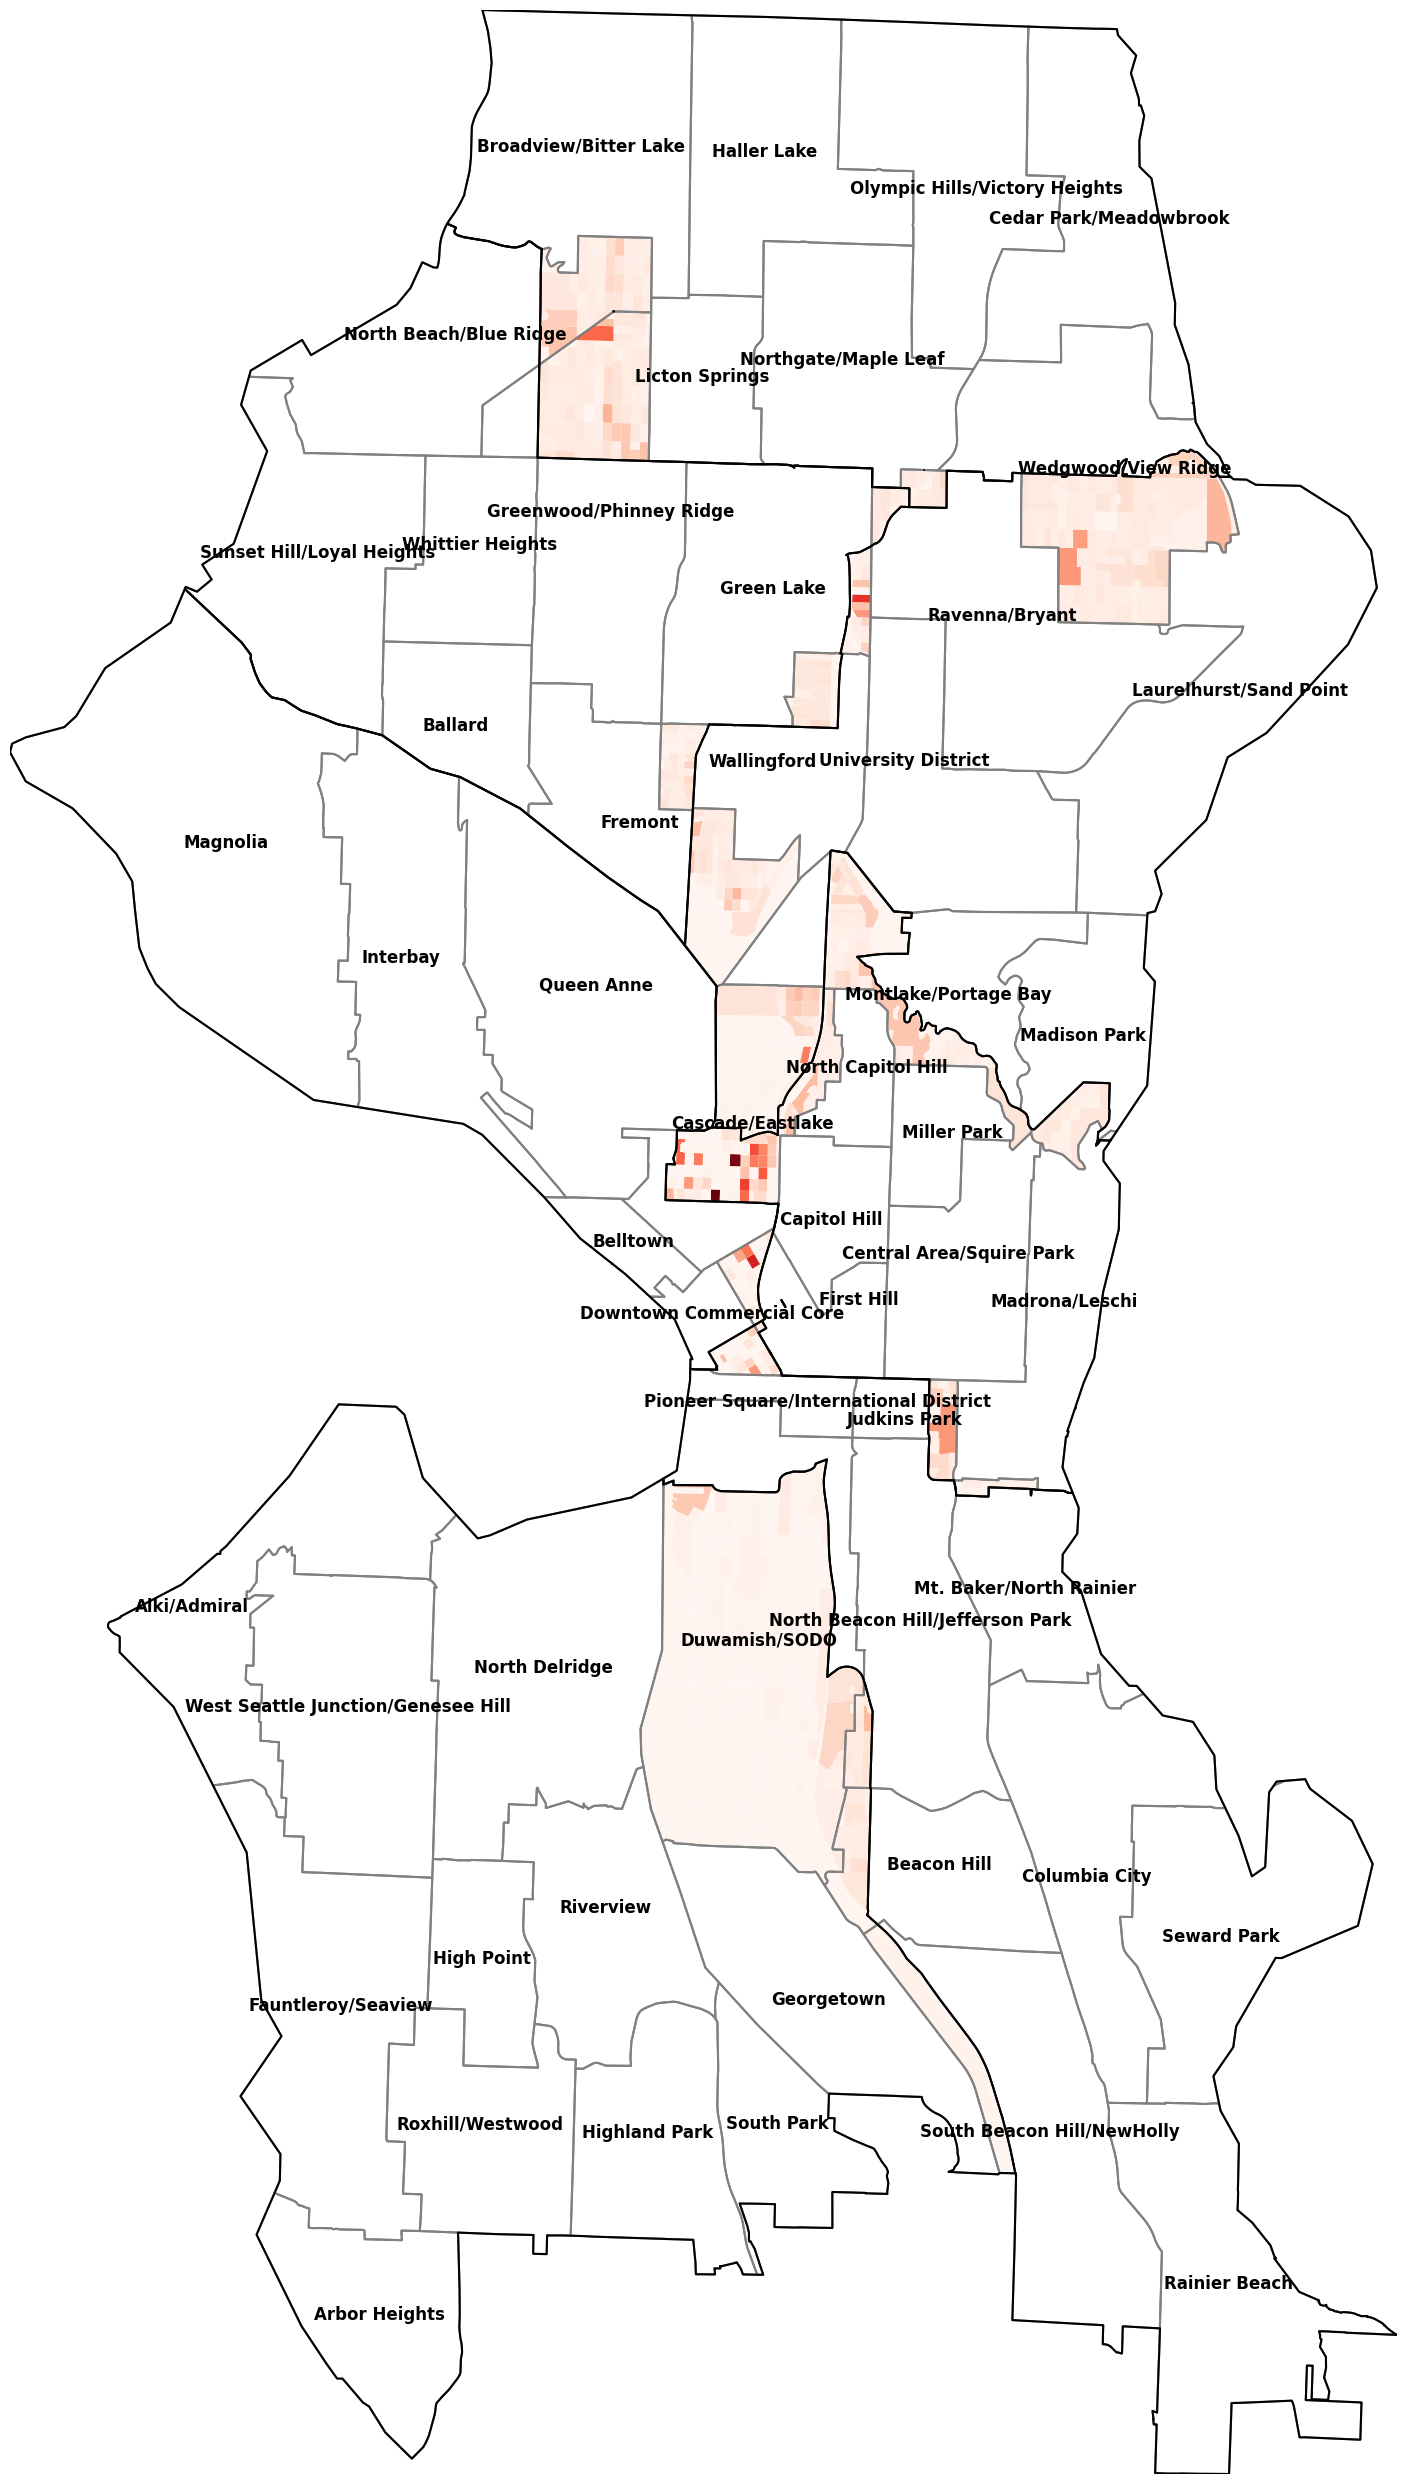 Broadview/Bitter Lake
Haller Lake
Olympic Hills/Victory Heights
Cedar Park/Meadowbrook
North Beach/Blue Ridge
Northgate/Maple Leaf
Licton Springs
Wedgwood/View Ridge
Greenwood/Phinney Ridge
Whittier Heights
Sunset Hill/Loyal Heights
Green Lake
Ravenna/Bryant
Laurelhurst/Sand Point
Ballard
Wallingford
University District
Fremont
Magnolia
Interbay
Queen Anne
Montlake/Portage Bay
Madison Park
North Capitol Hill
Cascade/Eastlake
Miller Park
Capitol Hill
Belltown
Central Area/Squire Park
First Hill
Madrona/Leschi
Downtown Commercial Core
Pioneer Square/International District
Judkins Park
Mt. Baker/North Rainier
Alki/Admiral
North Beacon Hill/Jefferson Park
Duwamish/SODO
North Delridge
West Seattle Junction/Genesee Hill
Beacon Hill
Columbia City
Riverview
Seward Park
High Point
Georgetown
Fauntleroy/Seaview
Roxhill/Westwood
South Park
Highland Park
South Beacon Hill/NewHolly
Rainier Beach
Arbor Heights